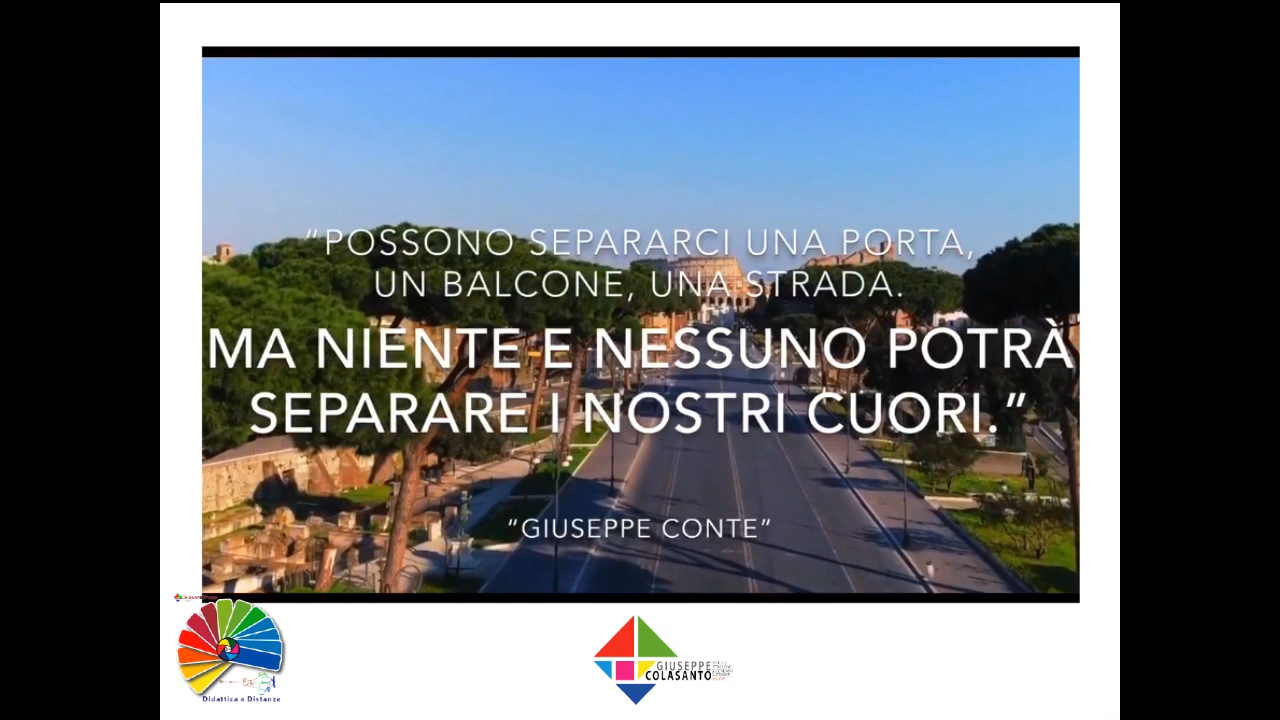 “POSSONO SEPARARCI UNA PORTA,
UN BALCONE, UNA STRADA.
MA NIENTE E NESSUNO POTRÀ
SEPARARE I NOSTRI CUORI.”
“GIUSEPPE CONTE”
GIUSEPPE
COLASANTO
Didattica a Distanza